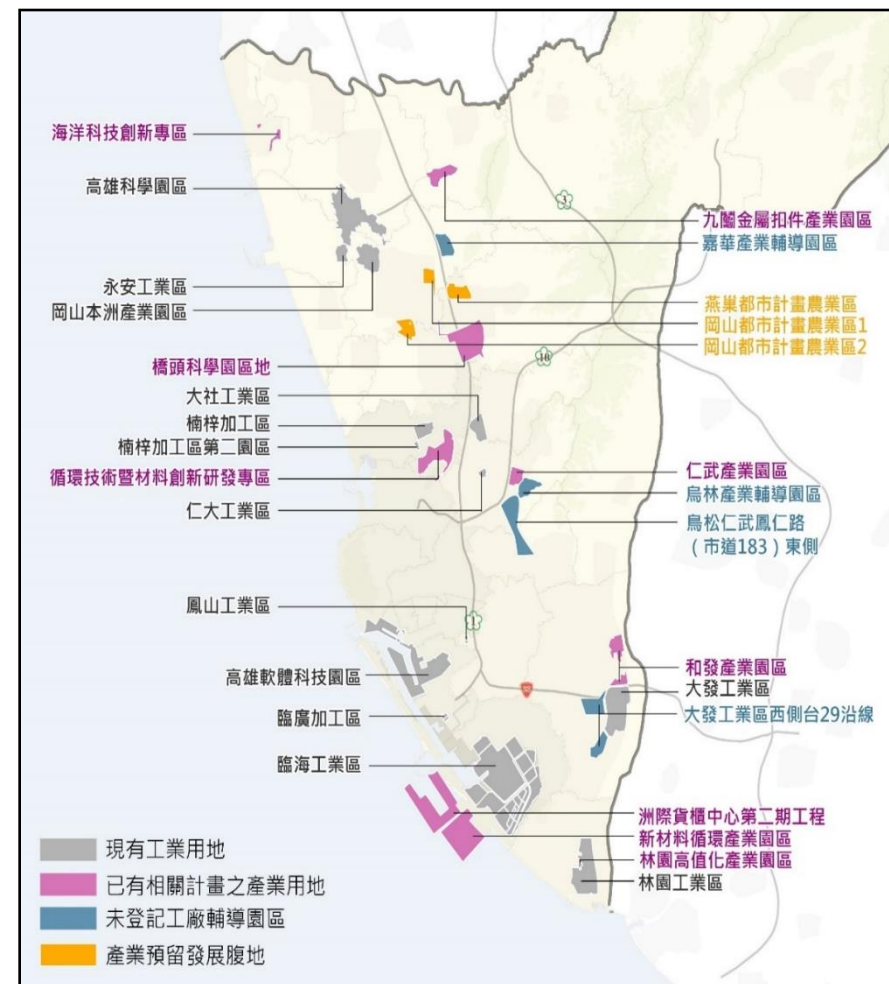 海洋科技創新專區
高雄科學園區
永安工業區
岡山本洲產業園區
橋頭科學園區地
大社工業區
楠梓加工區
楠梓加工區第二園區
循環技術暨材料創新研發專區
仁大工業區
鳳山工業區
高雄軟體科技園區
臨廣加工區
臨海工業區
3
九鬮金屬扣件產業園區
嘉華產業輔導園區
燕巢都市計畫農業區
岡山都市計畫農業區1
岡山都市計畫農業區2
10
仁武產業園區
烏林產業輔導園區
鳥松仁武鳳仁路
（市道183）東側
1
和發產業園區
大發工業區
大發工業區西側台29沿線
洲際貨櫃中心第二期工程
新材料循環產業園區
林園高值化產業園區
林園工業區
現有工業用地
已有相關計畫之產業用地
未登記工廠輔導園區
產業預留發展腹地